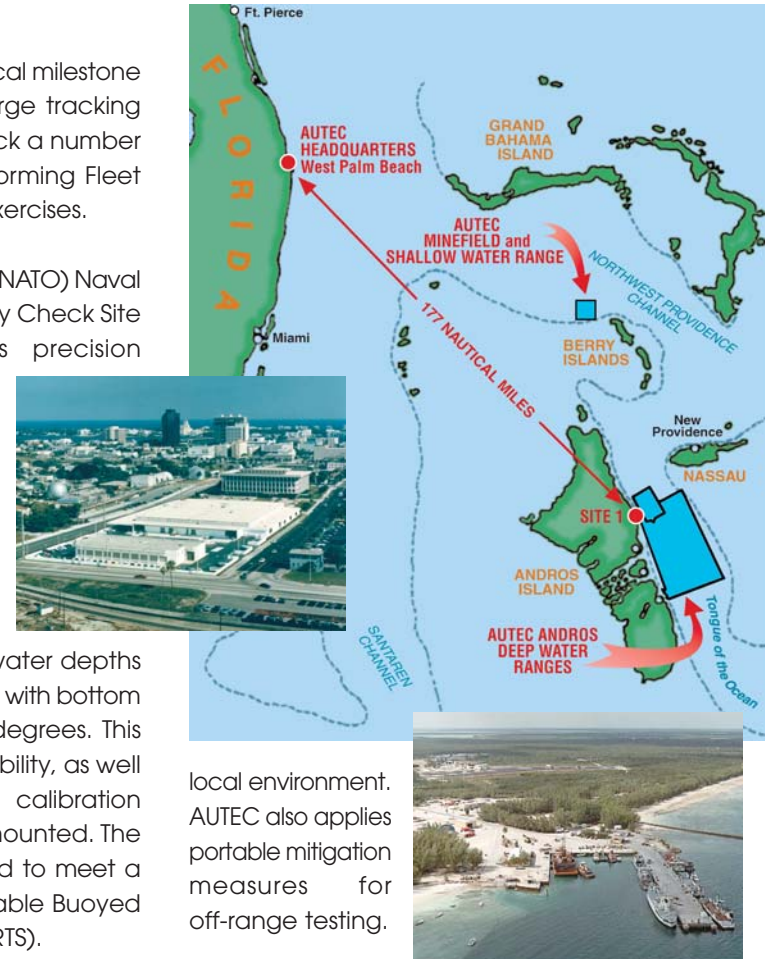 cal milestone
rge tracking
ck a number
orming Fleet
xercises.
NATO) Naval
y Check Site
s precision
water depths
with bottom
degrees. This
bility, as well
calibration
nounted. The
d to meet a
able Buoyed
RTS).
Ft. Pierce
FLORIDA
AUTEC
HEADQUARTERS
West Palm Beach
GRAND
BAHAMA
ISLAND
AUTEC
MINEFIELD and
SHALLOW WATER RANGE
NORTHWEST PROVIDENCE
CHANNEL
177 NAUTICAL MILES
Miami
BERRY
ISLANDS
New
Providence
NASSAU
SITE 1
ANDROS
ISLAND
AUTEC ANDROS
DEEP WATER
RANGES
Tongue of the Ocean
SANTAREN
CHANNEL
local environment.
AUTEC also applies
portable mitigation
measures for
off-range testing.